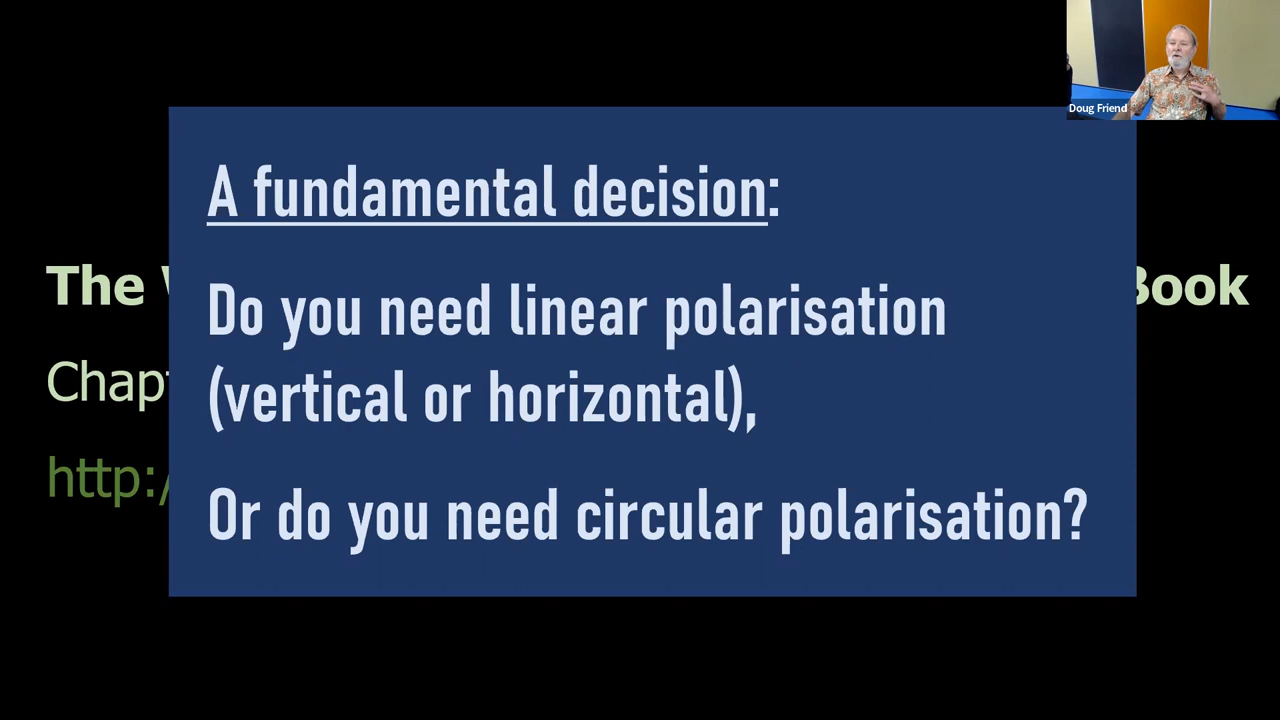 Doug Friend
A fundamental decision:
The
Book
Do you need linear polarisation
(vertical or horizontal),
Chapt
http:/
Or do you need circular polarisation?